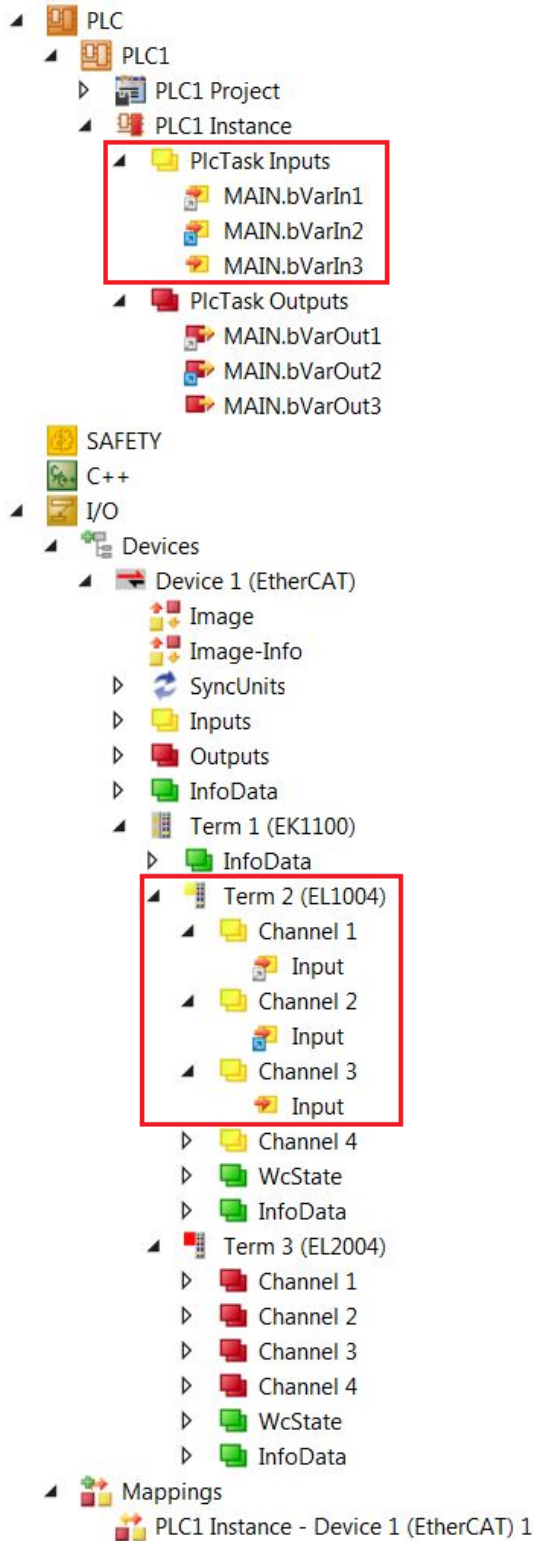 PLC
PLC1
PLC1 Project
PLC1 Instance
PlcTask Inputs
MAIN.bVarIn1
MAIN.bVarIn2
MAIN.bVarIn3
PlcTask Outputs
MAIN.bVarOut1
MAIN.bVarOut2
MAIN.bVarOut3
SAFETY
C++
I/O
Devices
Device 1 (EtherCAT)
Image
Image-Info
SyncUnits
Inputs
Outputs
InfoData
Term 1 (EK1100)
InfoData
Term 2 (EL1004)
Channel 1
Input
Channel 2
Input
Channel 3
Input
Channel 4
WcState
InfoData
Term 3 (EL2004)
Channel 1
Channel 2
Channel 3
Channel 4
WcState
InfoData
Mappings
PLC1 Instance - Device 1 (EtherCAT) 1